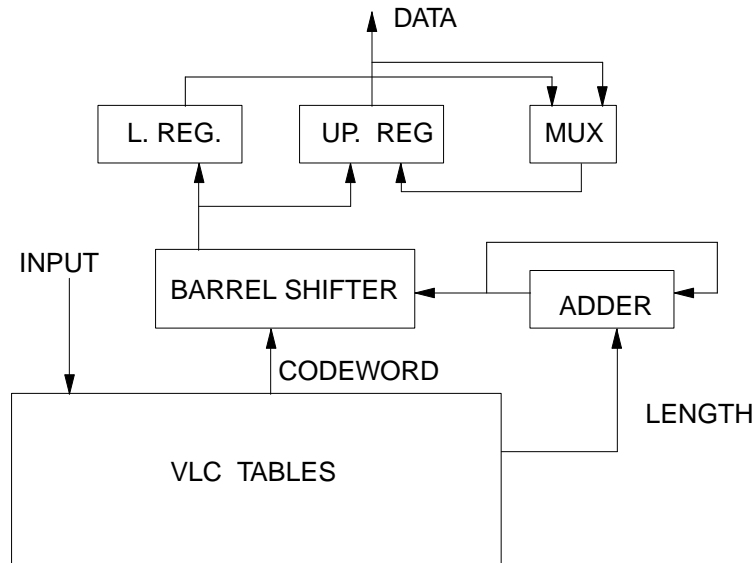 DATA
L. REG.
UP. REG
MUX
INPUT
BARREL SHIFTER
ADDER
CODEWORD
LENGTH
VLC TABLES